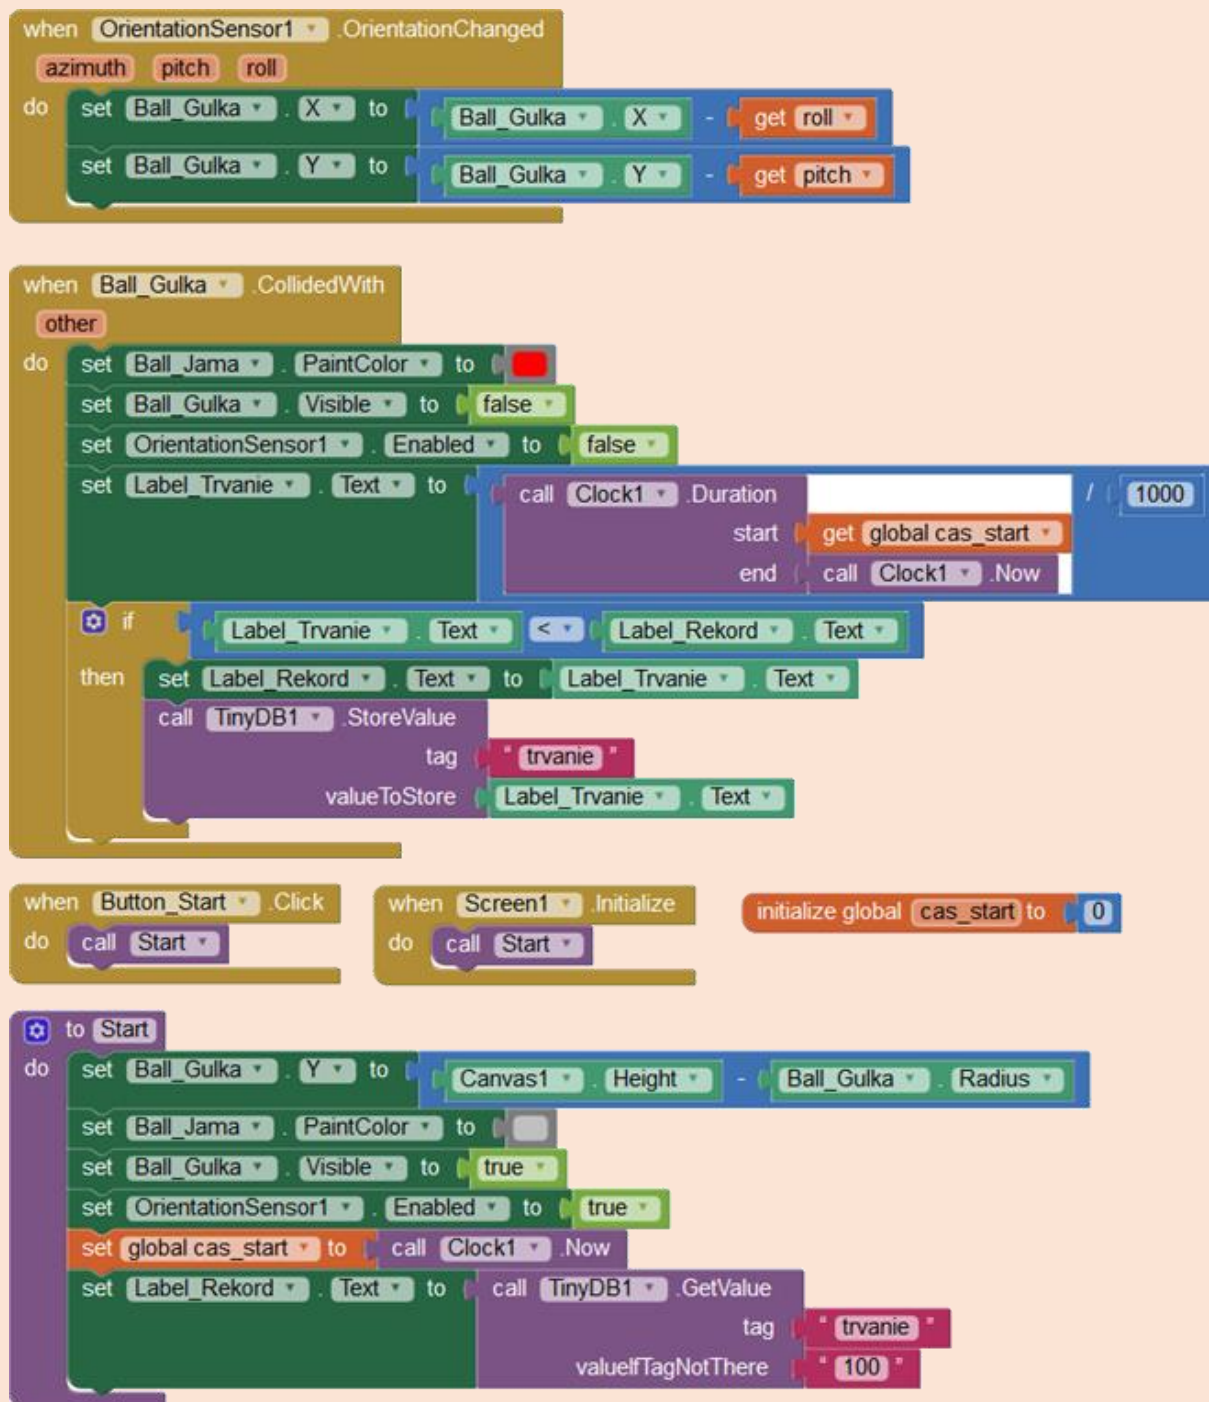 when OrientationSensor1 .OrientationChanged
azimuth pitch roll
do set Ball_Gulka . X to Ball_Gulka . X - get roll
set Ball_Gulka . Y to Ball_Gulka . Y - get pitch
when Ball_Gulka .CollidedWith
other
do set Ball_Jama . PaintColor to
set Ball_Gulka . Visible to false
set OrientationSensor1 . Enabled to false
set Label_Trvanie . Text to call Clock1 .Duration / 1000
start get global cas_start
end call Clock1 .Now
if Label_Trvanie . Text < Label_Rekord . Text
then set Label_Rekord . Text to Label_Trvanie . Text
call TinyDB1 .StoreValue
tag " trvanie "
valueToStore Label_Trvanie . Text
when Button_Start .Click
do call Start
when Screen1 .Initialize
do call Start
initialize global cas_start to 0
to Start
do set Ball_Gulka . Y to Canvas1 . Height - Ball_Gulka . Radius
set Ball_Jama . PaintColor to
set Ball_Gulka . Visible to true
set OrientationSensor1 . Enabled to true
set global cas_start to call Clock1 .Now
set Label_Rekord . Text to call TinyDB1 .GetValue
tag " trvanie "
valueIfTagNotThere " 100 "